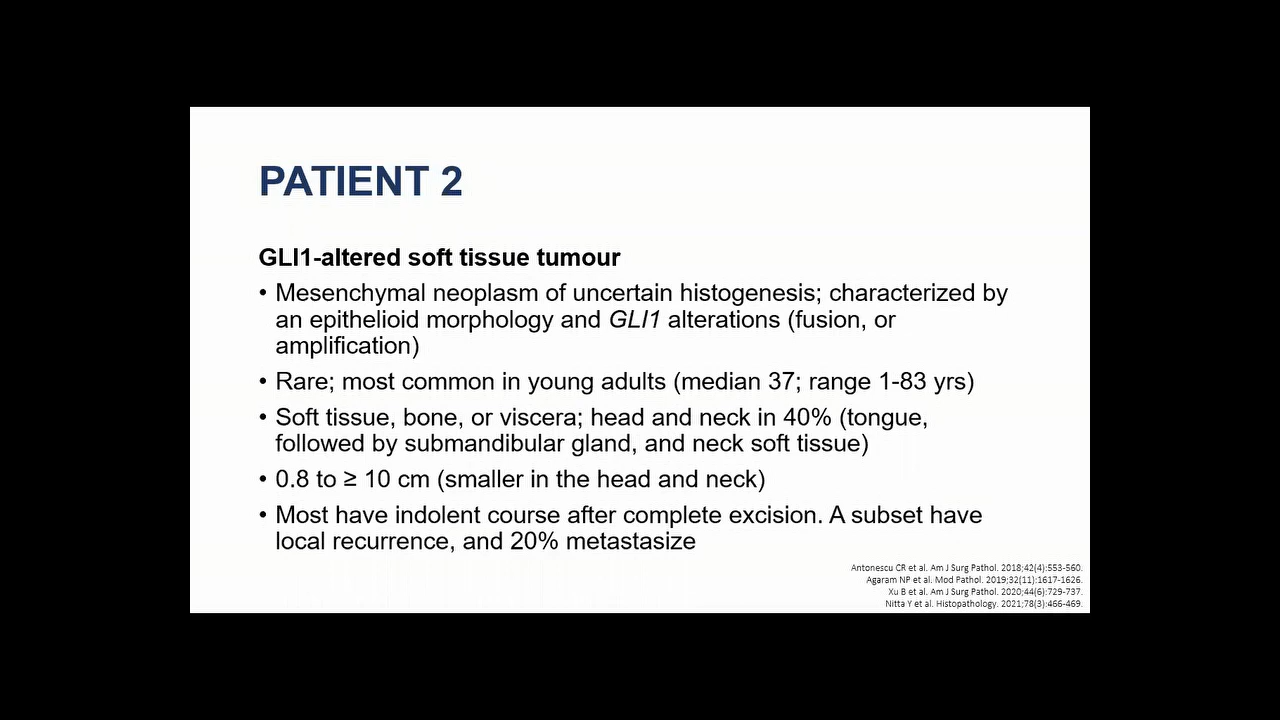 PATIENT 2
GLI1-altered soft tissue tumour
• Mesenchymal neoplasm of uncertain histogenesis; characterized by
an epithelioid morphology and GLI1 alterations (fusion, or
amplification)
• Rare; most common in young adults (median 37; range 1-83 yrs)
• Soft tissue, bone, or viscera; head and neck in 40% (tongue,
followed by submandibular gland, and neck soft tissue)
• 0.8 to ≥ 10 cm (smaller in the head and neck)
• Most have indolent course after complete excision. A subset have
local recurrence, and 20% metastasize
Antonescu CR et al. Am J Surg Pathol. 2018;42(4):553-560.
Agaram NP et al. Mod Pathol. 2019;32(11):1617-1626.
Xu B et al. Am J Surg Pathol. 2020;44(6):729-737.
Nitta Y et al. Histopathology. 2021;78(3):466-469.